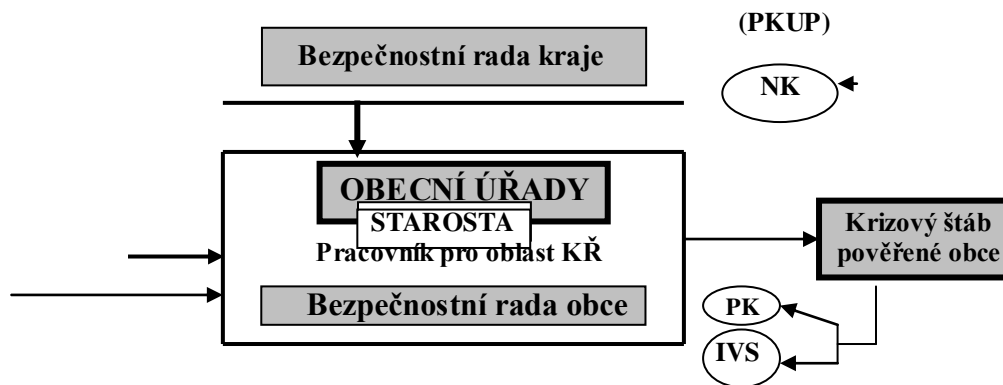 (PKUP)
Bezpečnostní rada kraje
NK
OBECNÍ ÚŘADY
STAROSTA
Pracovník pro oblast KŘ
Krizový štáb
pověřené obce
Bezpečnostní rada obce
PK
IVS